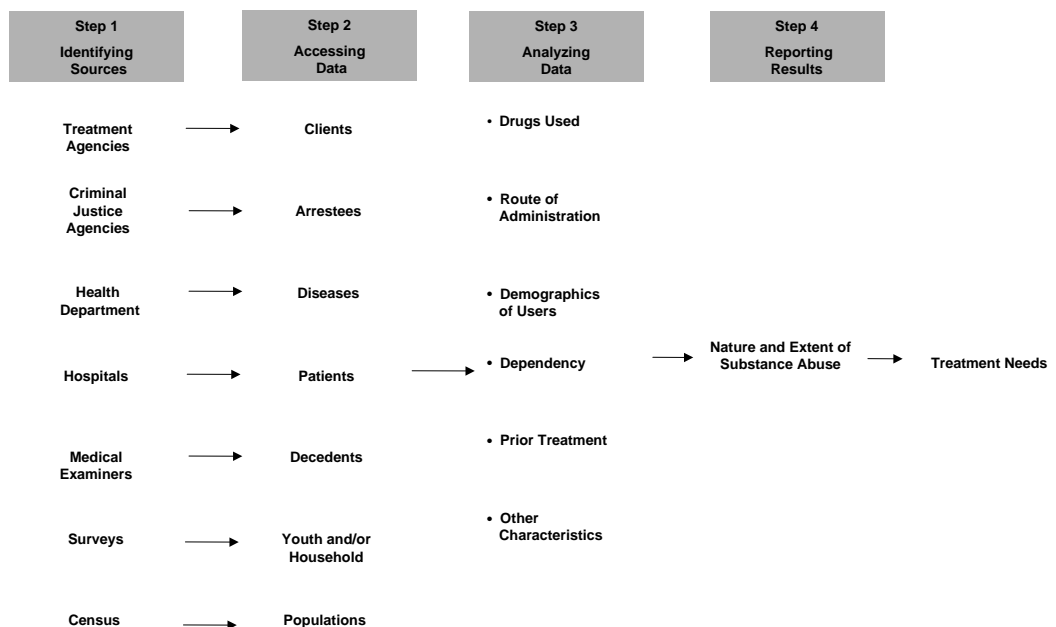 Step 1
Identifying
Sources
Step 2
Accessing
Data
Step 3
Analyzing
Data
Step 4
Reporting
Results
Treatment
Agencies
Clients
• Drugs Used
Criminal
Justice
Agencies
Arrestees
• Route of
Administration
Health
Department
Diseases
• Demographics
of Users
Hospitals
Patients
• Dependency
Nature and Extent of
Substance Abuse
Treatment Needs
Medical
Examiners
Decedents
• Prior Treatment
Surveys
Youth and/or
Household
• Other
Characteristics
Census
Populations